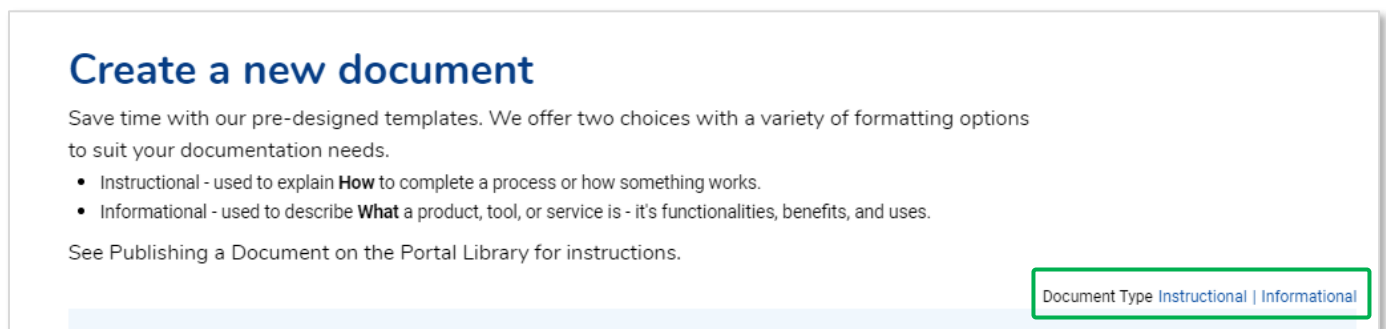 Create a new document
Save time with our pre-designed templates. We offer two choices with a variety of formatting options
to suit your documentation needs.
• Instructional - used to explain How to complete a process or how something works.
• Informational - used to describe What a product, tool, or service is - it's functionalities, benefits, and uses.
See Publishing a Document on the Portal Library for instructions.
Document Type Instructional | Informational